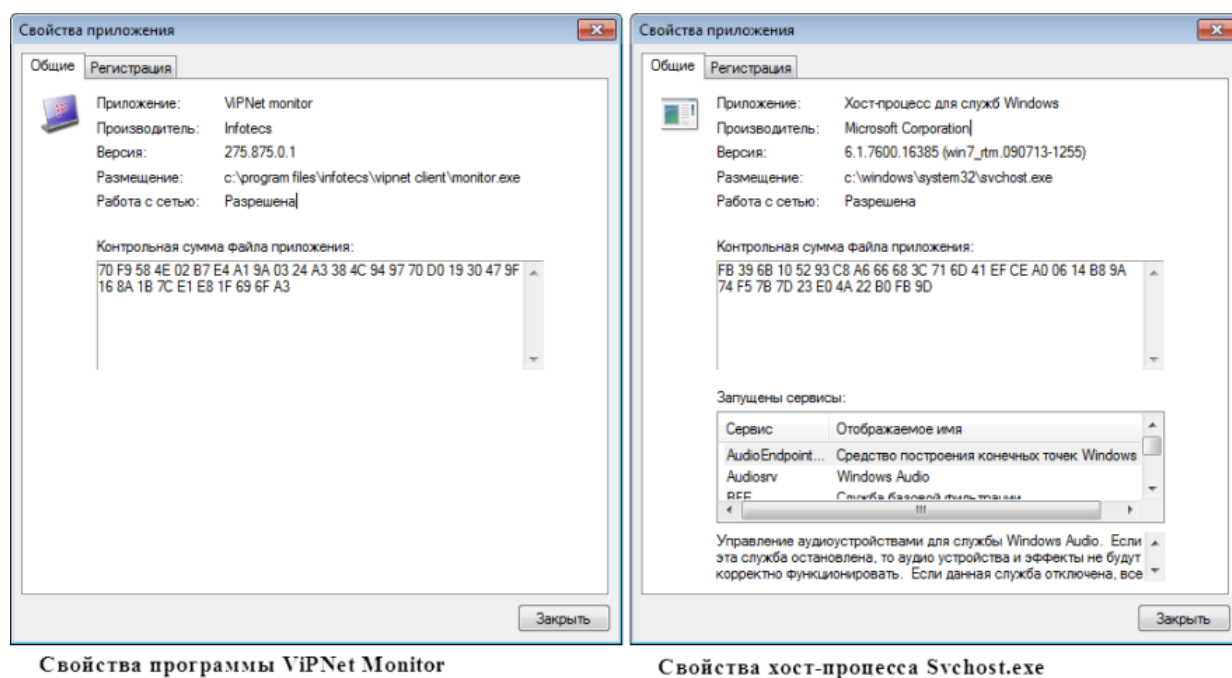 Свойства приложения
Общие
Регистрация
Приложение: ViPNet monitor
Производитель: Infotecs
Версия: 275.875.0.1
Размещение: c:\program files\infotecs\vipnet client\monitor.exe
Работа с сетью: Разрешена
Контрольная сумма файла приложения:
70 F9 58 4E 02 B7 E4 A1 9A 03 24 A3 38 4C 94 97 70 D0 19 30 47 9F
16 8A 1B 7C E1 E8 1F 69 6F A3
Закрыть
Свойства программы ViPNet Monitor
Свойства приложения
Общие
Регистрация
Приложение: Хост-процесс для служб Windows
Производитель: Microsoft Corporation
Версия: 6.1.7600.16385 (win7_rtm.090713-1255)
Размещение: c:\windows\system32\svchost.exe
Работа с сетью: Разрешена
Контрольная сумма файла приложения:
FB 39 6B 10 52 93 C8 A6 66 68 3C 71 6D 41 EF CE A0 06 14 B8 9A
74 F5 7B 7D 23 E0 4A 22 B0 FB 9D
Запущены сервисы:
Сервис Отображаемое имя
AudioEndpoint... Средство построения конечных точек Windows
Audiosrv Windows Audio
BFE Служба базовой фильтрации
Управление аудиоустройствами для службы Windows Audio. Если
эта служба остановлена, то аудио устройства и эффекты не будут
корректно функционировать. Если данная служба отключена, все
Закрыть
Свойства хост-процесса Svchost.exe